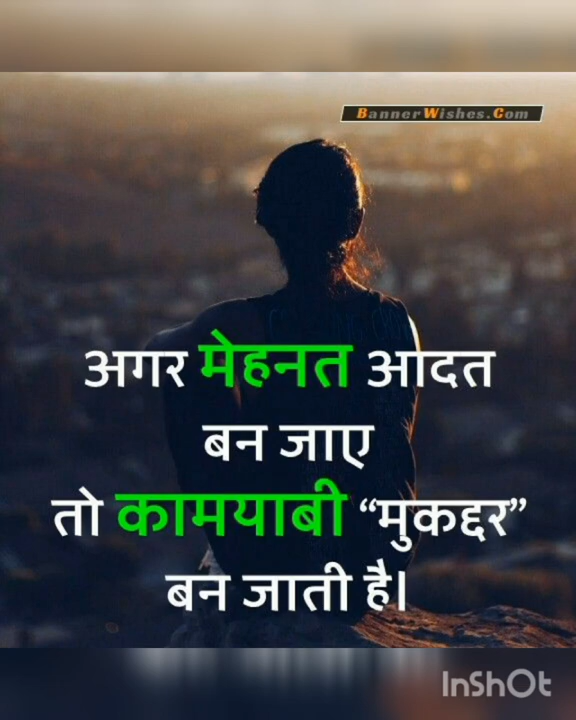 BannerWishes.Com
अगर मेहनत आदत
बन जाए
तो कामयाबी “मुकद्दर”
बन जाती है।
InShOt